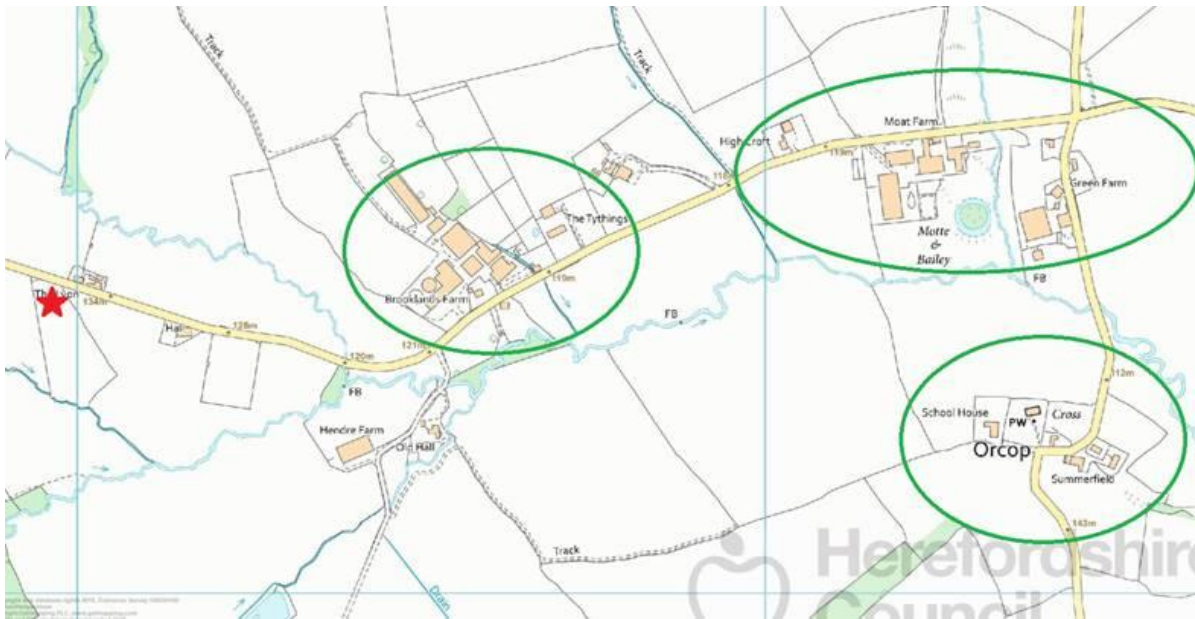 Track
Track
High Croft
Moat Farm
119m
118
Green Farm
The Tythings
Motte
&
Bailey
119m
Brooklands Farm
FB
FB
134m
Hall
128m
121m
120m
FB
112m
School House
PW
Cross
Hendre Farm
Old Hall
Orcop
Summerfield
143m
Track
Drain
Herefordshire
Council